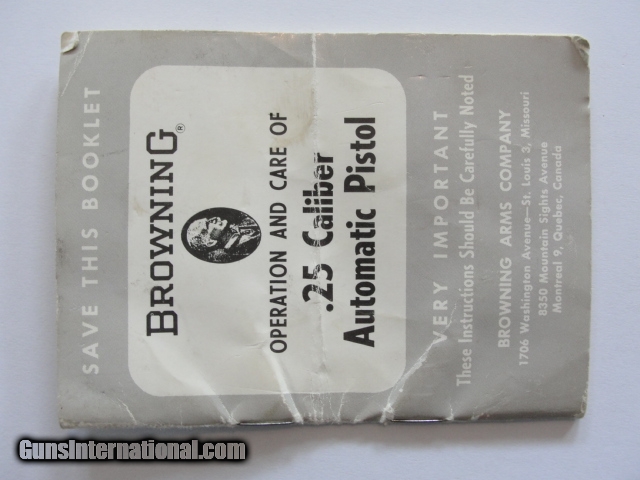 SAVE THIS BOOKLET
BROWNING®
OPERATION AND CARE OF
.25 Caliber
Automatic Pistol
VERY IMPORTANT
These Instructions Should Be Carefully Noted
BROWNING ARMS COMPANY
1706 Washington Avenue—St. Louis 3, Missouri
8350 Mountain Sights Avenue
Montreal 9, Quebec, Canada
GunsInternational.com